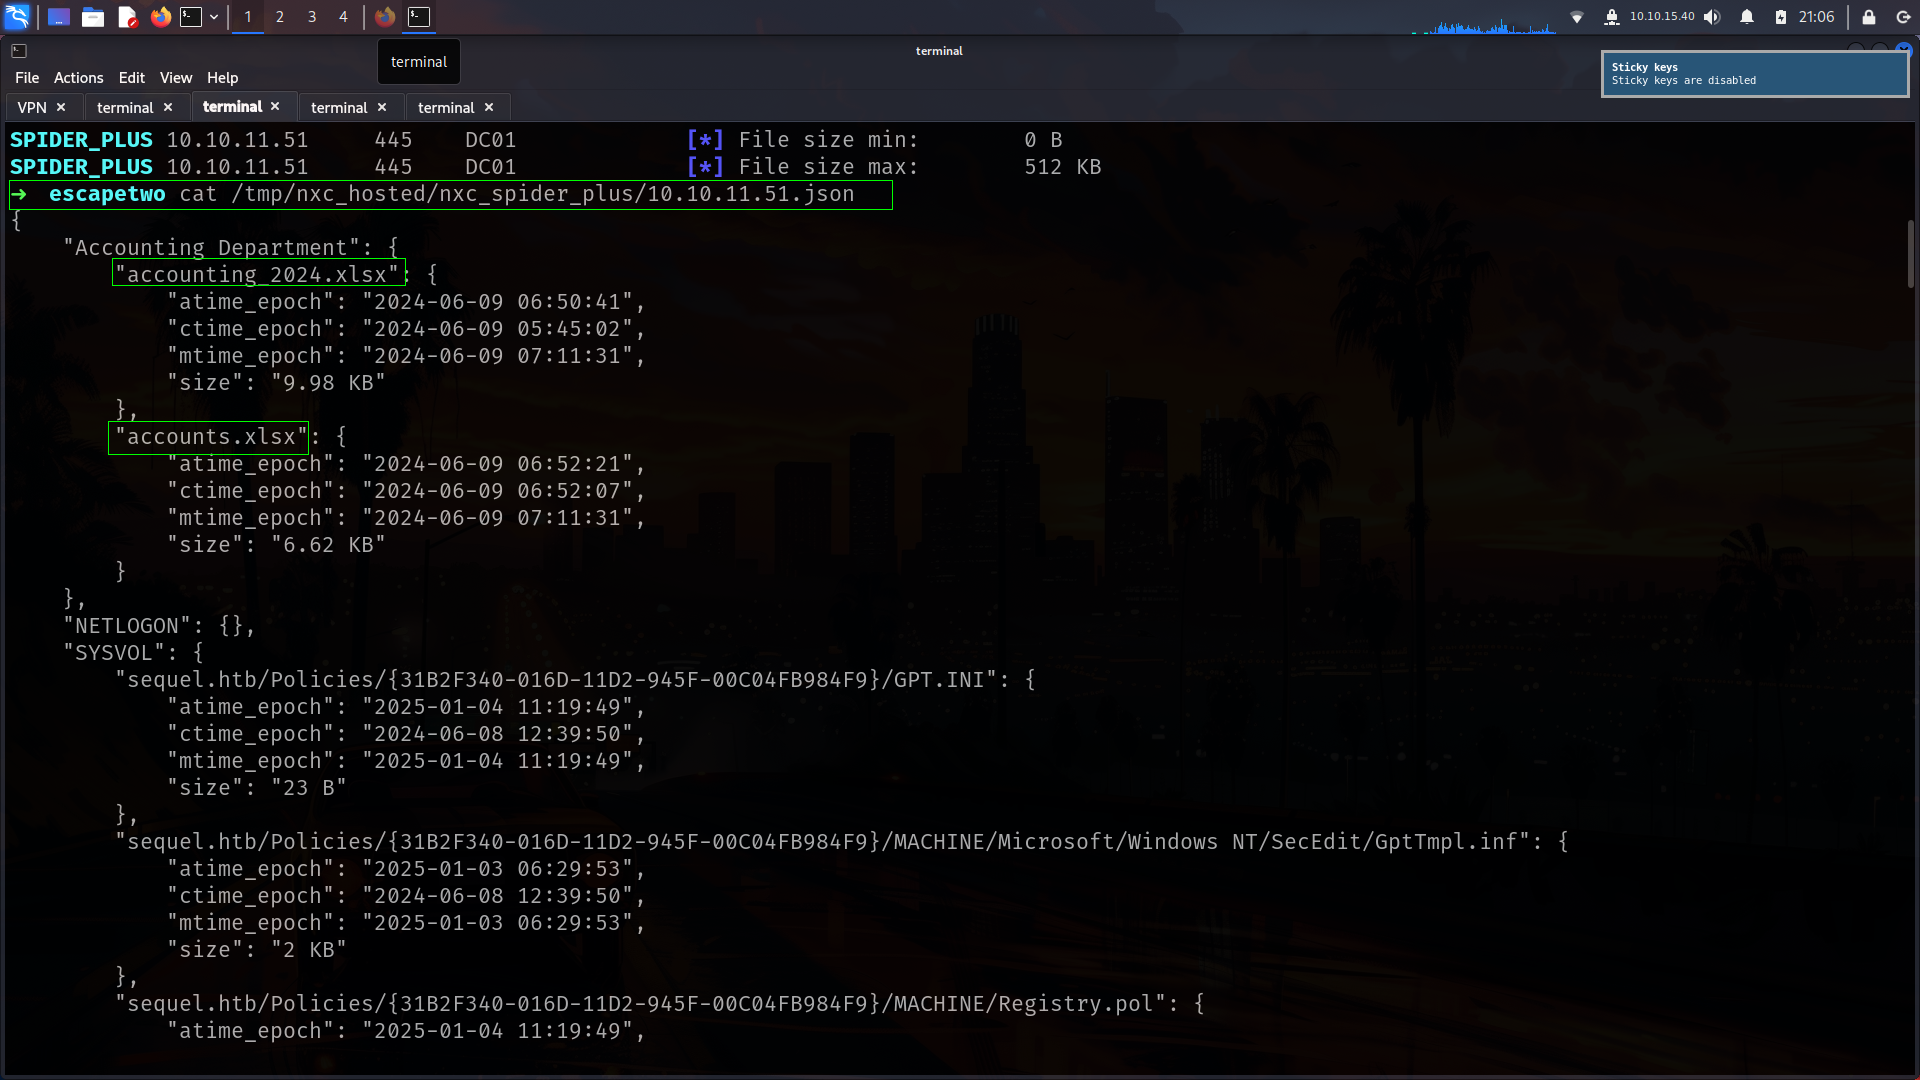 1 2 3 4
10.10.15.40 21:06
terminal
terminal
Sticky keys
Sticky keys are disabled
File Actions Edit View Help
VPN × terminal × terminal × terminal × terminal ×
SPIDER_PLUS 10.10.11.51 445 DC01 [*] File size min: 0 B
SPIDER_PLUS 10.10.11.51 445 DC01 [*] File size max: 512 KB
→ escapetwo cat /tmp/nxc_hosted/nxc_spider_plus/10.10.11.51.json
{
"Accounting Department": {
"accounting_2024.xlsx": {
"atime_epoch": "2024-06-09 06:50:41",
"ctime_epoch": "2024-06-09 05:45:02",
"mtime_epoch": "2024-06-09 07:11:31",
"size": "9.98 KB"
},
"accounts.xlsx": {
"atime_epoch": "2024-06-09 06:52:21",
"ctime_epoch": "2024-06-09 06:52:07",
"mtime_epoch": "2024-06-09 07:11:31",
"size": "6.62 KB"
}
},
"NETLOGON": {},
"SYSVOL": {
"sequel.htb/Policies/{31B2F340-016D-11D2-945F-00C04FB984F9}/GPT.INI": {
"atime_epoch": "2025-01-04 11:19:49",
"ctime_epoch": "2024-06-08 12:39:50",
"mtime_epoch": "2025-01-04 11:19:49",
"size": "23 B"
},
"sequel.htb/Policies/{31B2F340-016D-11D2-945F-00C04FB984F9}/MACHINE/Microsoft/Windows NT/SecEdit/GptTmpl.inf": {
"atime_epoch": "2025-01-03 06:29:53",
"ctime_epoch": "2024-06-08 12:39:50",
"mtime_epoch": "2025-01-03 06:29:53",
"size": "2 KB"
},
"sequel.htb/Policies/{31B2F340-016D-11D2-945F-00C04FB984F9}/MACHINE/Registry.pol": {
"atime_epoch": "2025-01-04 11:19:49",